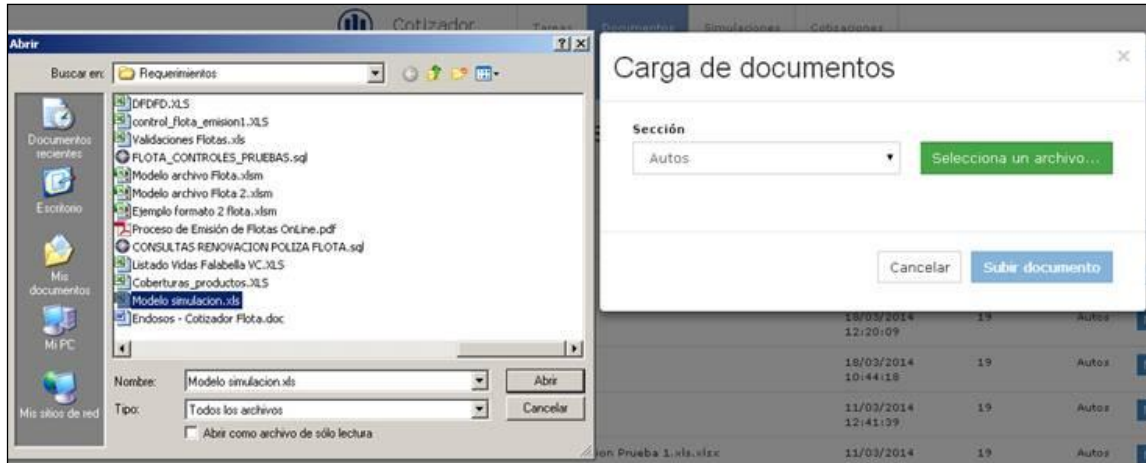 Cotizador
Tareas
Documentos
Simulaciones
Cotizaciones
Abrir
Buscar en:
Requerimientos
Documentos recientes
Escritorio
Mis documentos
Mi PC
Mis sitios de red
DFDFD.XLS
control_flota_emision1.XLS
Validaciones Flotas.xls
FLOTA_CONTROLES_PRUEBAS.sql
Modelo archivo Flota.xlsm
Modelo archivo Flota 2.xlsm
Ejemplo formato 2 flota.xlsm
Proceso de Emisión de Flotas OnLine.pdf
CONSULTAS RENOVACION POLIZA FLOTA.sql
Listado Vidas Falabella VC.XLS
Coberturas_productos.XLS
Modelo simulacion.xls
Endosos - Cotizador Flota.doc
Nombre:
Modelo simulacion.xls
Abrir
Tipo:
Todos los archivos
Cancelar
Abrir como archivo de sólo lectura
Carga de documentos
×
Sección
Autos
Selecciona un archivo...
Cancelar
Subir documento
18/03/2014 12:20:09
19
Autos
18/03/2014 10:44:18
19
Autos
11/03/2014 12:41:39
19
Autos
ion Prueba 1.xls.xlsx
11/03/2014
19
Autos